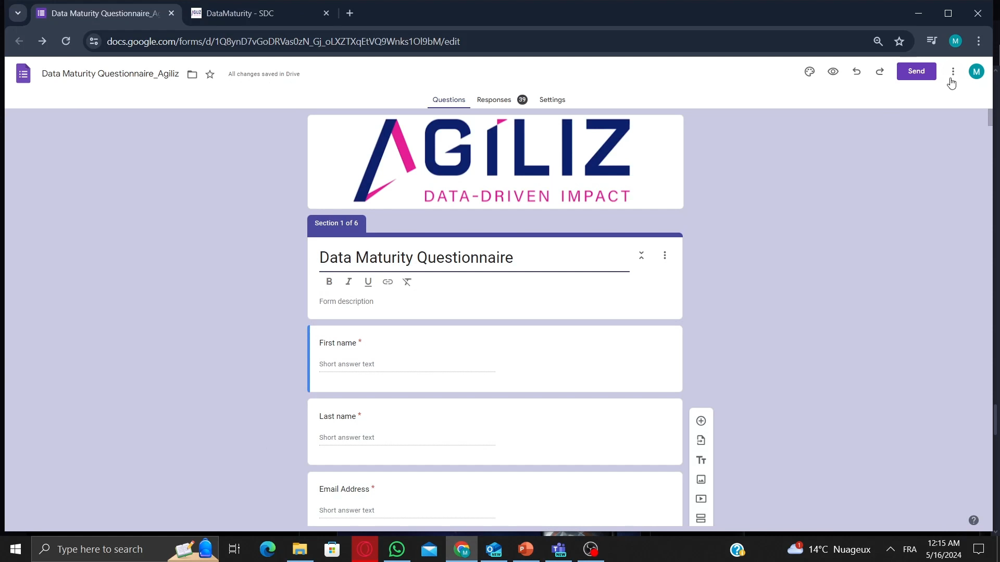 Data Maturity Questionnaire_Ag
DataMaturity - SDC
docs.google.com/forms/d/1Q8ynD7vGoDRVas0zN_Gj_oLXZTXqEtVQ9Wnks1Ol9bM/edit
M
Data Maturity Questionnaire_Agiliz
All changes saved in Drive
Send
M
Questions
Responses 39
Settings
AGILIZ
DATA-DRIVEN IMPACT
Section 1 of 6
Data Maturity Questionnaire
B I U
Form description
First name *
Short answer text
Last name *
Short answer text
Email Address *
Short answer text
Type here to search
14°C Nuageux
FRA
12:15 AM
5/16/2024